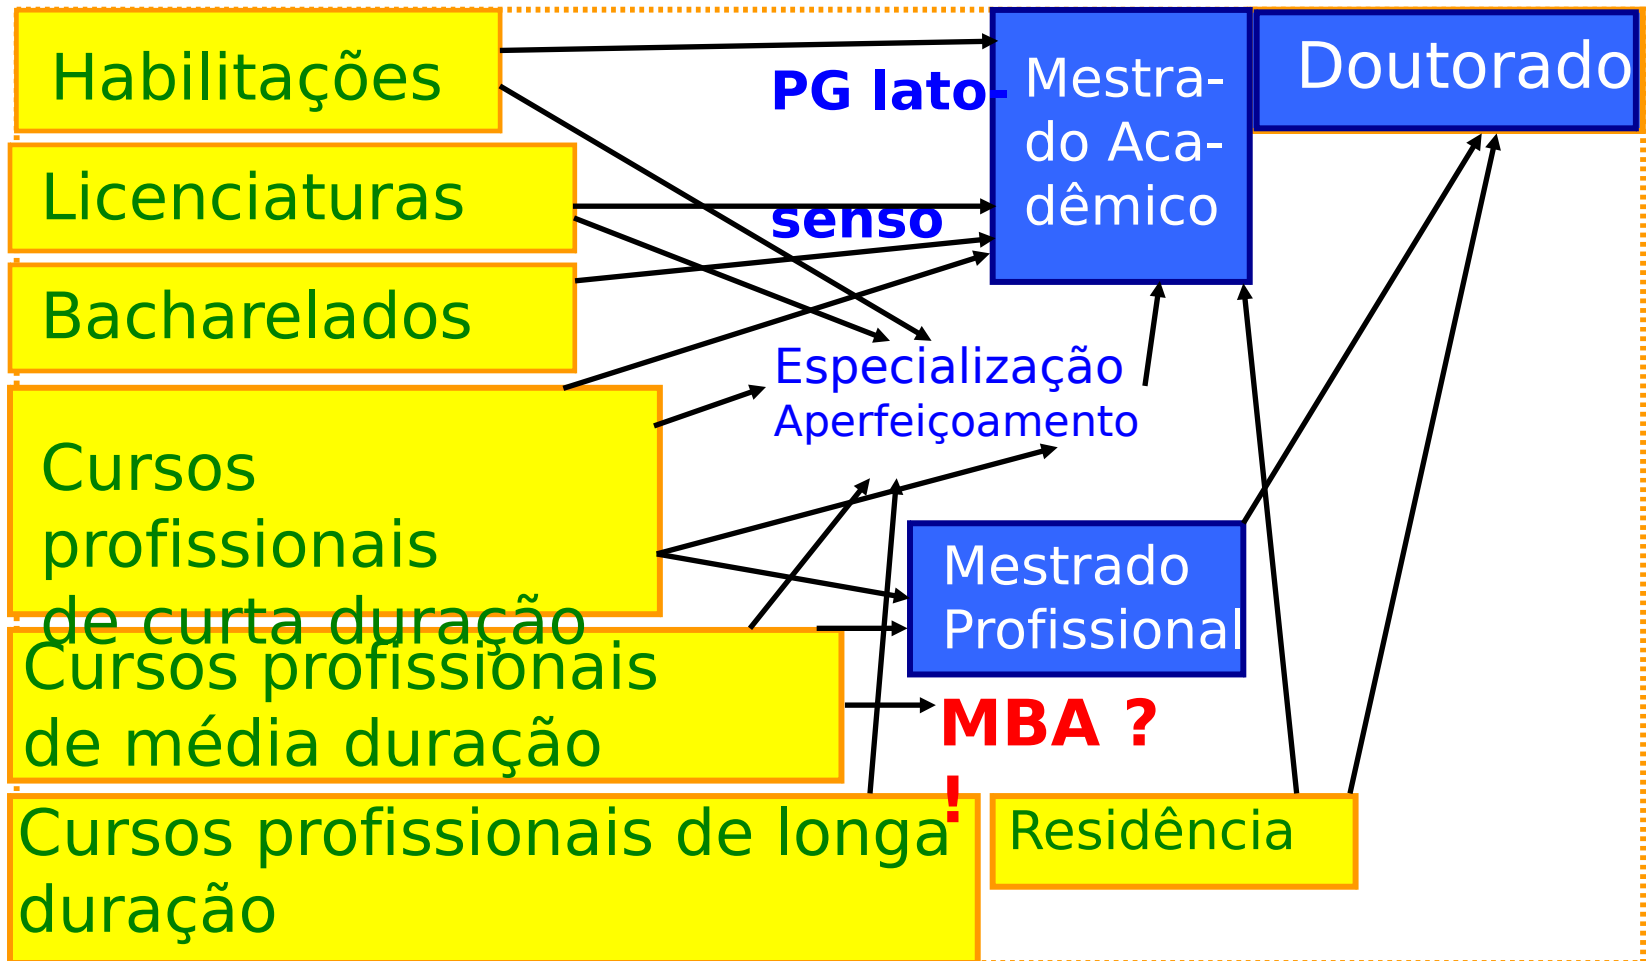 Habilitações
PG lato-
senso
Mestra-
do Aca-
dêmico
Doutorado
Licenciaturas
Bacharelados
Especialização
Aperfeiçoamento
Cursos
profissionais
de curta duração
Mestrado
Profissional
Cursos profissionais
de média duração
MBA ?
!
Cursos profissionais de longa
duração
Residência